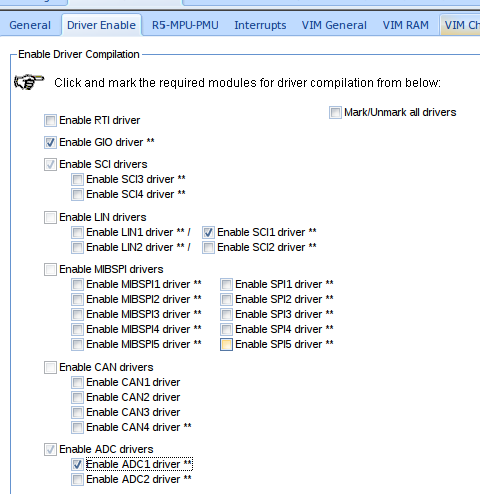 General Driver Enable R5-MPU-PMU Interrupts VIM General VIM RAM VIM Ch
Enable Driver Compilation
Click and mark the required modules for driver compilation from below:
Mark/Unmark all drivers
Enable RTI driver
Enable GIO driver **
Enable SCI drivers
Enable SCI3 driver **
Enable SCI4 driver **
Enable LIN drivers
Enable LIN1 driver ** / Enable SCI1 driver **
Enable LIN2 driver ** / Enable SCI2 driver **
Enable MIBSPI drivers
Enable MIBSPI1 driver ** Enable SPI1 driver **
Enable MIBSPI2 driver ** Enable SPI2 driver **
Enable MIBSPI3 driver ** Enable SPI3 driver **
Enable MIBSPI4 driver ** Enable SPI4 driver **
Enable MIBSPI5 driver ** Enable SPI5 driver **
Enable CAN drivers
Enable CAN1 driver
Enable CAN2 driver
Enable CAN3 driver
Enable CAN4 driver **
Enable ADC drivers
Enable ADC1 driver **
Enable ADC2 driver **